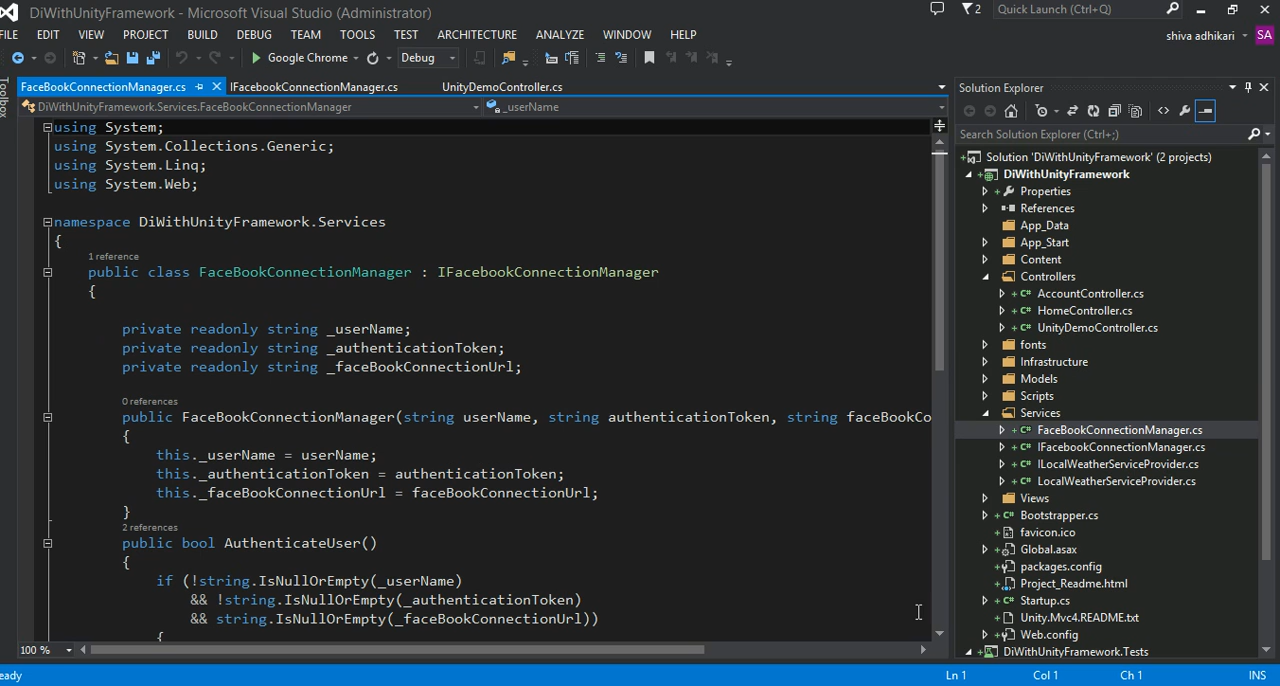 DiWithUnityFramework - Microsoft Visual Studio (Administrator)
2
Quick Launch (Ctrl+Q)
FILE EDIT VIEW PROJECT BUILD DEBUG TEAM TOOLS TEST ARCHITECTURE ANALYZE WINDOW HELP
shiva adhikari
SA
Google Chrome
Debug
Toolbox
FaceBookConnectionManager.cs
IFacebookConnectionManager.cs
UnityDemoController.cs
DiWithUnityFramework.Services.FaceBookConnectionManager
_userName
using System;
using System.Collections.Generic;
using System.Linq;
using System.Web;
namespace DiWithUnityFramework.Services
{
1 reference
public class FaceBookConnectionManager : IFacebookConnectionManager
{
private readonly string _userName;
private readonly string _authenticationToken;
private readonly string _faceBookConnectionUrl;
0 references
public FaceBookConnectionManager(string userName, string authenticationToken, string faceBookCo
{
this._userName = userName;
this._authenticationToken = authenticationToken;
this._faceBookConnectionUrl = faceBookConnectionUrl;
}
2 references
public bool AuthenticateUser()
{
if (!string.IsNullOrEmpty(_userName)
&& !string.IsNullOrEmpty(_authenticationToken)
&& string.IsNullOrEmpty(_faceBookConnectionUrl))
{
100 %
Solution Explorer
Search Solution Explorer (Ctrl+;)
Solution 'DiWithUnityFramework' (2 projects)
DiWithUnityFramework
Properties
References
App_Data
App_Start
Content
Controllers
C# AccountController.cs
C# HomeController.cs
C# UnityDemoController.cs
fonts
Infrastructure
Models
Scripts
Services
C# FaceBookConnectionManager.cs
C# IFacebookConnectionManager.cs
C# ILocalWeatherServiceProvider.cs
C# LocalWeatherServiceProvider.cs
Views
C# Bootstrapper.cs
favicon.ico
Global.asax
packages.config
Project_Readme.html
C# Startup.cs
Unity.Mvc4.README.txt
Web.config
DiWithUnityFramework.Tests
eady
Ln 1
Col 1
Ch 1
INS